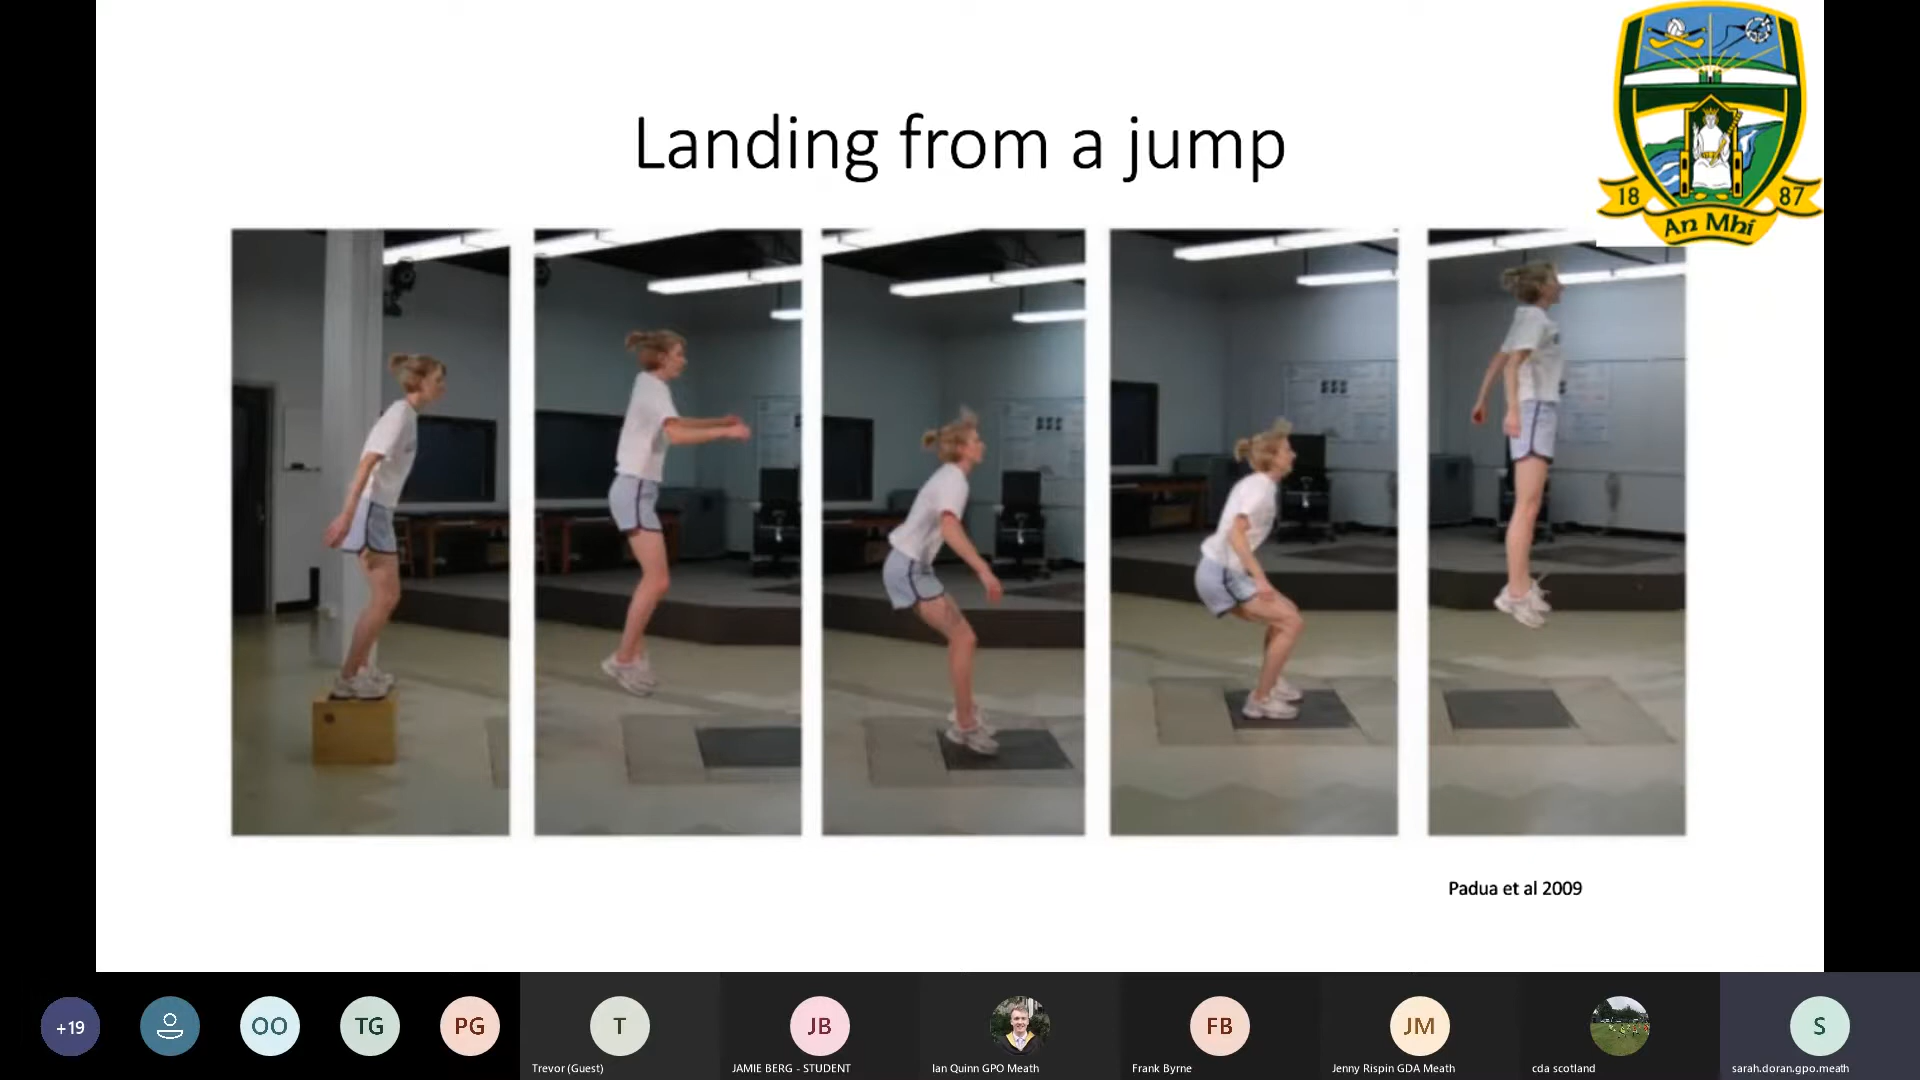 Landing from a jump
18 87
An Mhí
Padua et al 2009
+19
OO
TG
PG
T
JB
FB
JM
S
Trevor (Guest)
JAMIE BERG - STUDENT
Ian Quinn GPO Meath
Frank Byrne
Jenny Rispin GDA Meath
cda scotland
sarah.doran.gpo.meath